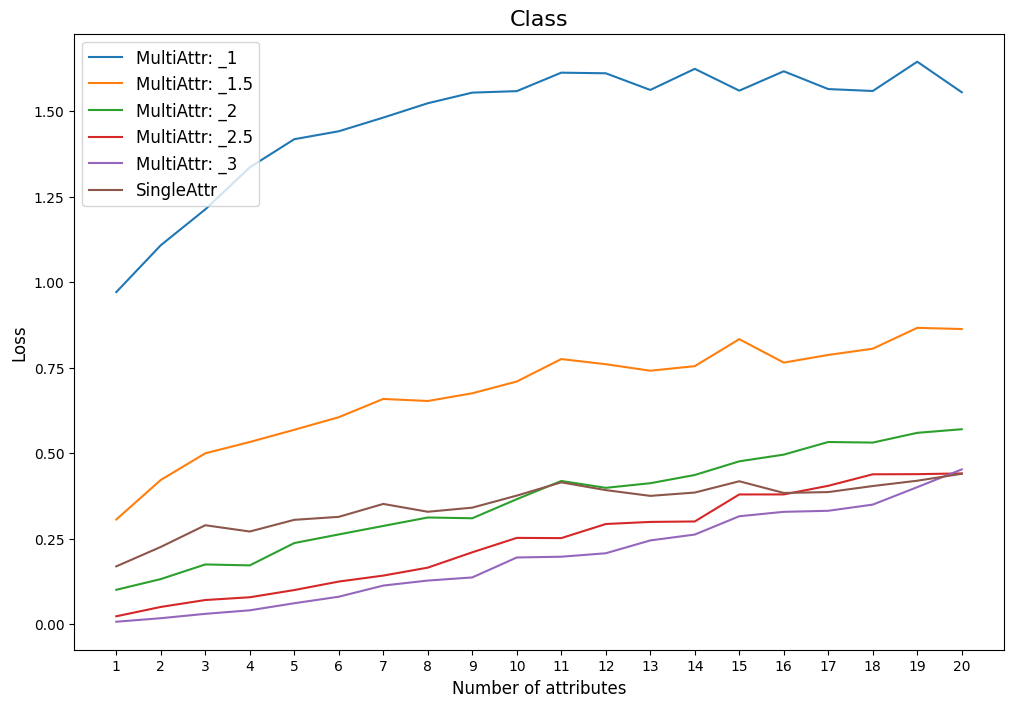 Class
MultiAttr: _1
MultiAttr: _1.5
MultiAttr: _2
MultiAttr: _2.5
MultiAttr: _3
SingleAttr
Loss
1.50
1.25
1.00
0.75
0.50
0.25
0.00
1 2 3 4 5 6 7 8 9 10 11 12 13 14 15 16 17 18 19 20
Number of attributes